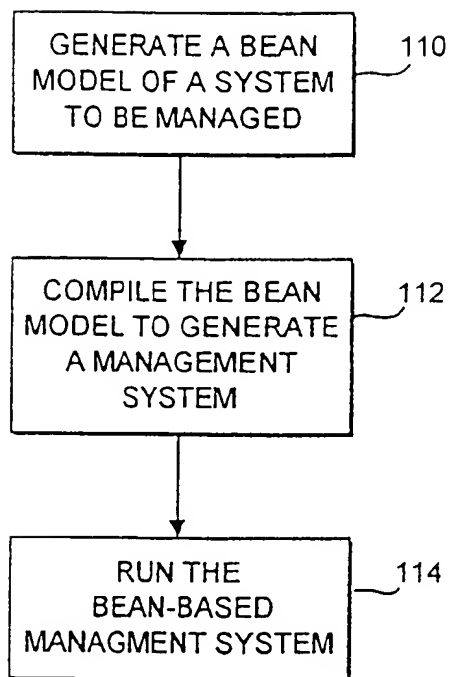 GENERATE A BEAN
MODEL OF A SYSTEM
TO BE MANAGED
110
COMPILE THE BEAN
MODEL TO GENERATE
A MANAGEMENT
SYSTEM
112
RUN THE
BEAN-BASED
MANAGMENT SYSTEM
114